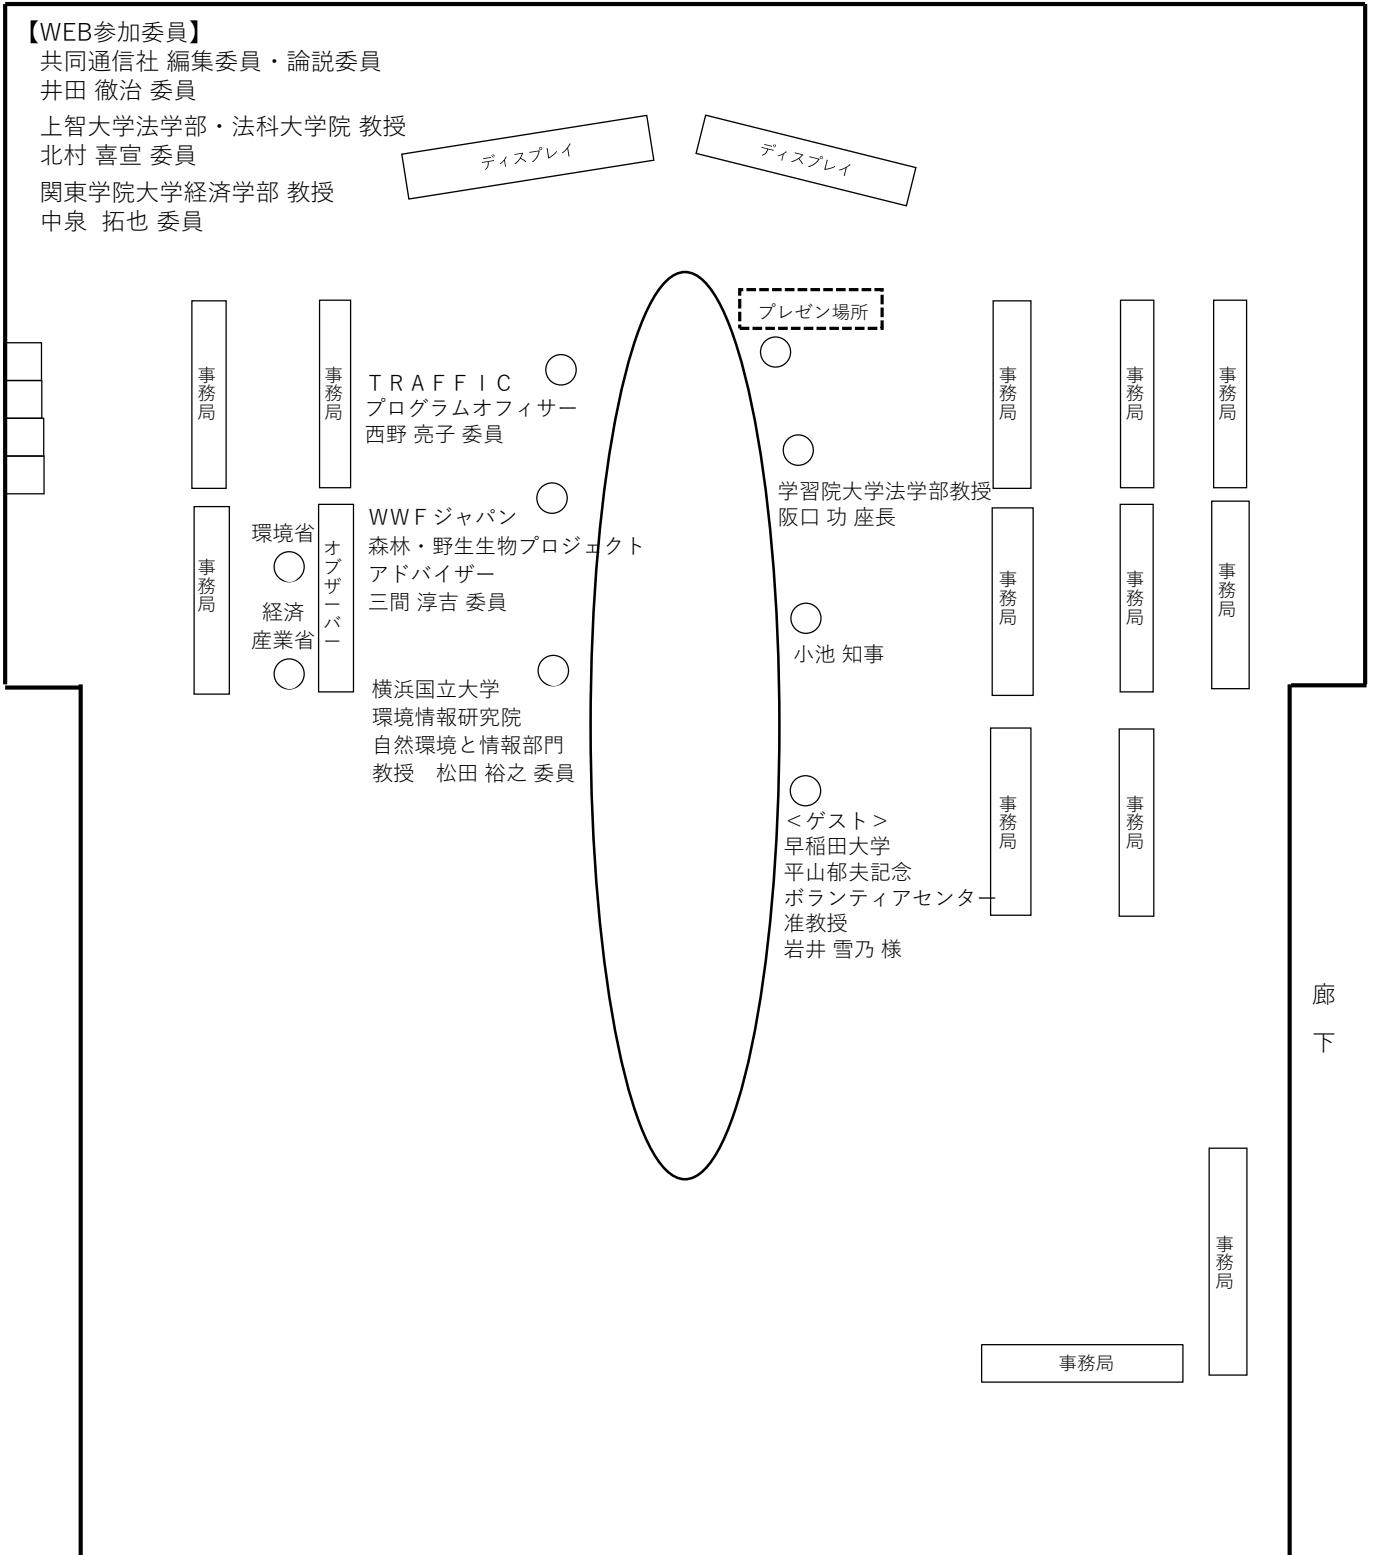 【WEB参加委員】
共同通信社 編集委員・論説委員
井田 徹治 委員
上智大学法学部・法科大学院 教授
北村 喜宣 委員
関東学院大学経済学部 教授
中泉 拓也 委員
ディスプレイ
ディスプレイ
プレゼン場所
事務局
事務局
ＴＲＡＦＦＩＣ
プログラムオフィサー
西野 亮子 委員
事務局
事務局
事務局
学習院大学法学部教授
阪口 功 座長
事務局
環境省
経済
産業省
オブザーバー
ＷＷＦジャパン
森林・野生生物プロジェクト
アドバイザー
三間 淳吉 委員
小池 知事
事務局
事務局
事務局
横浜国立大学
環境情報研究院
自然環境と情報部門
教授　松田 裕之 委員
＜ゲスト＞
早稲田大学
平山郁夫記念
ボランティアセンター
准教授
岩井 雪乃 様
事務局
事務局
廊下
事務局
事務局